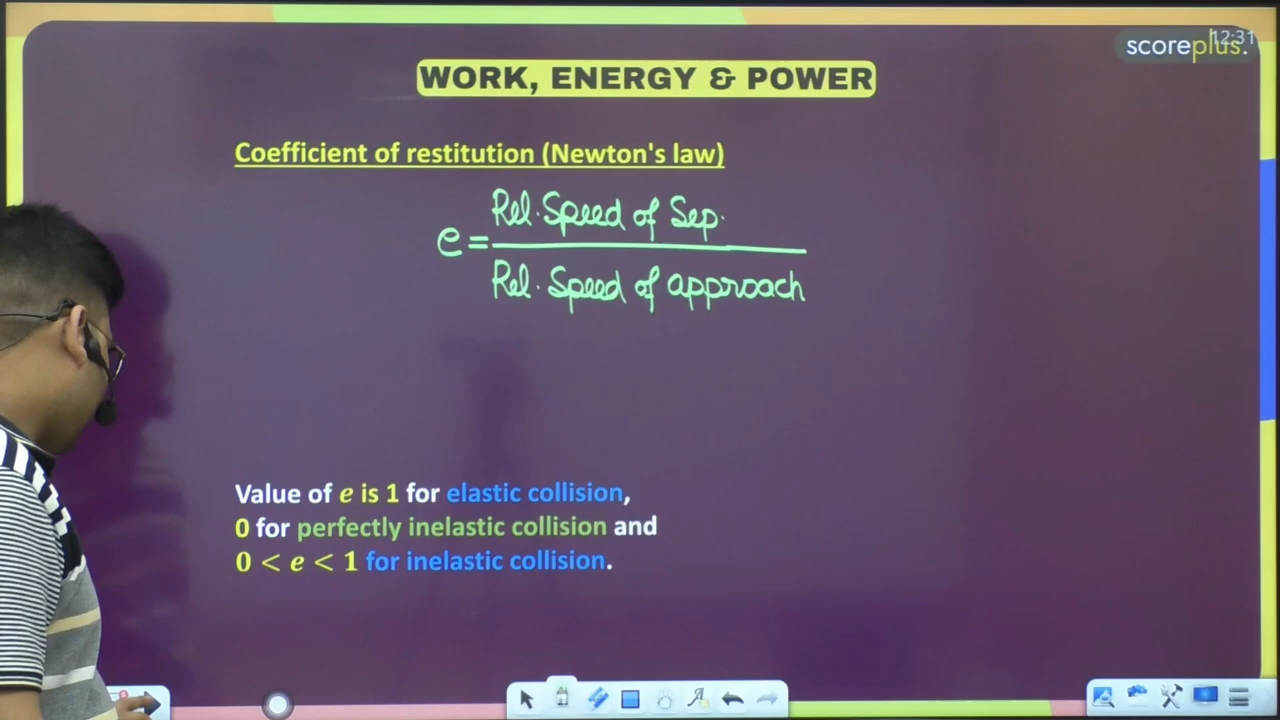 12:31
scoreplus.
WORK, ENERGY & POWER
Coefficient of restitution (Newton's law)
e = Rel. Speed of Sep.
Rel. Speed of approach
Value of e is 1 for elastic collision,
0 for perfectly inelastic collision and
0 < e < 1 for inelastic collision.